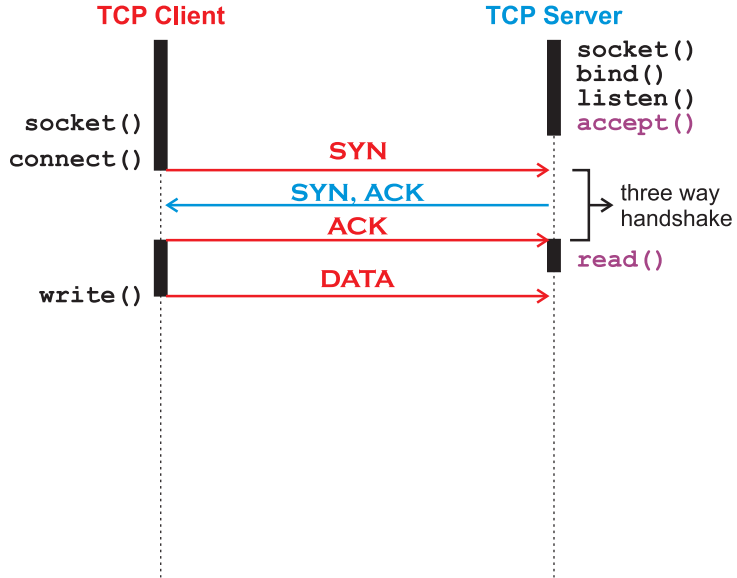 TCP Client
TCP Server
socket()
bind()
listen()
accept()
socket()
connect()
SYN
SYN, ACK
three way
handshake
ACK
read()
DATA
write()